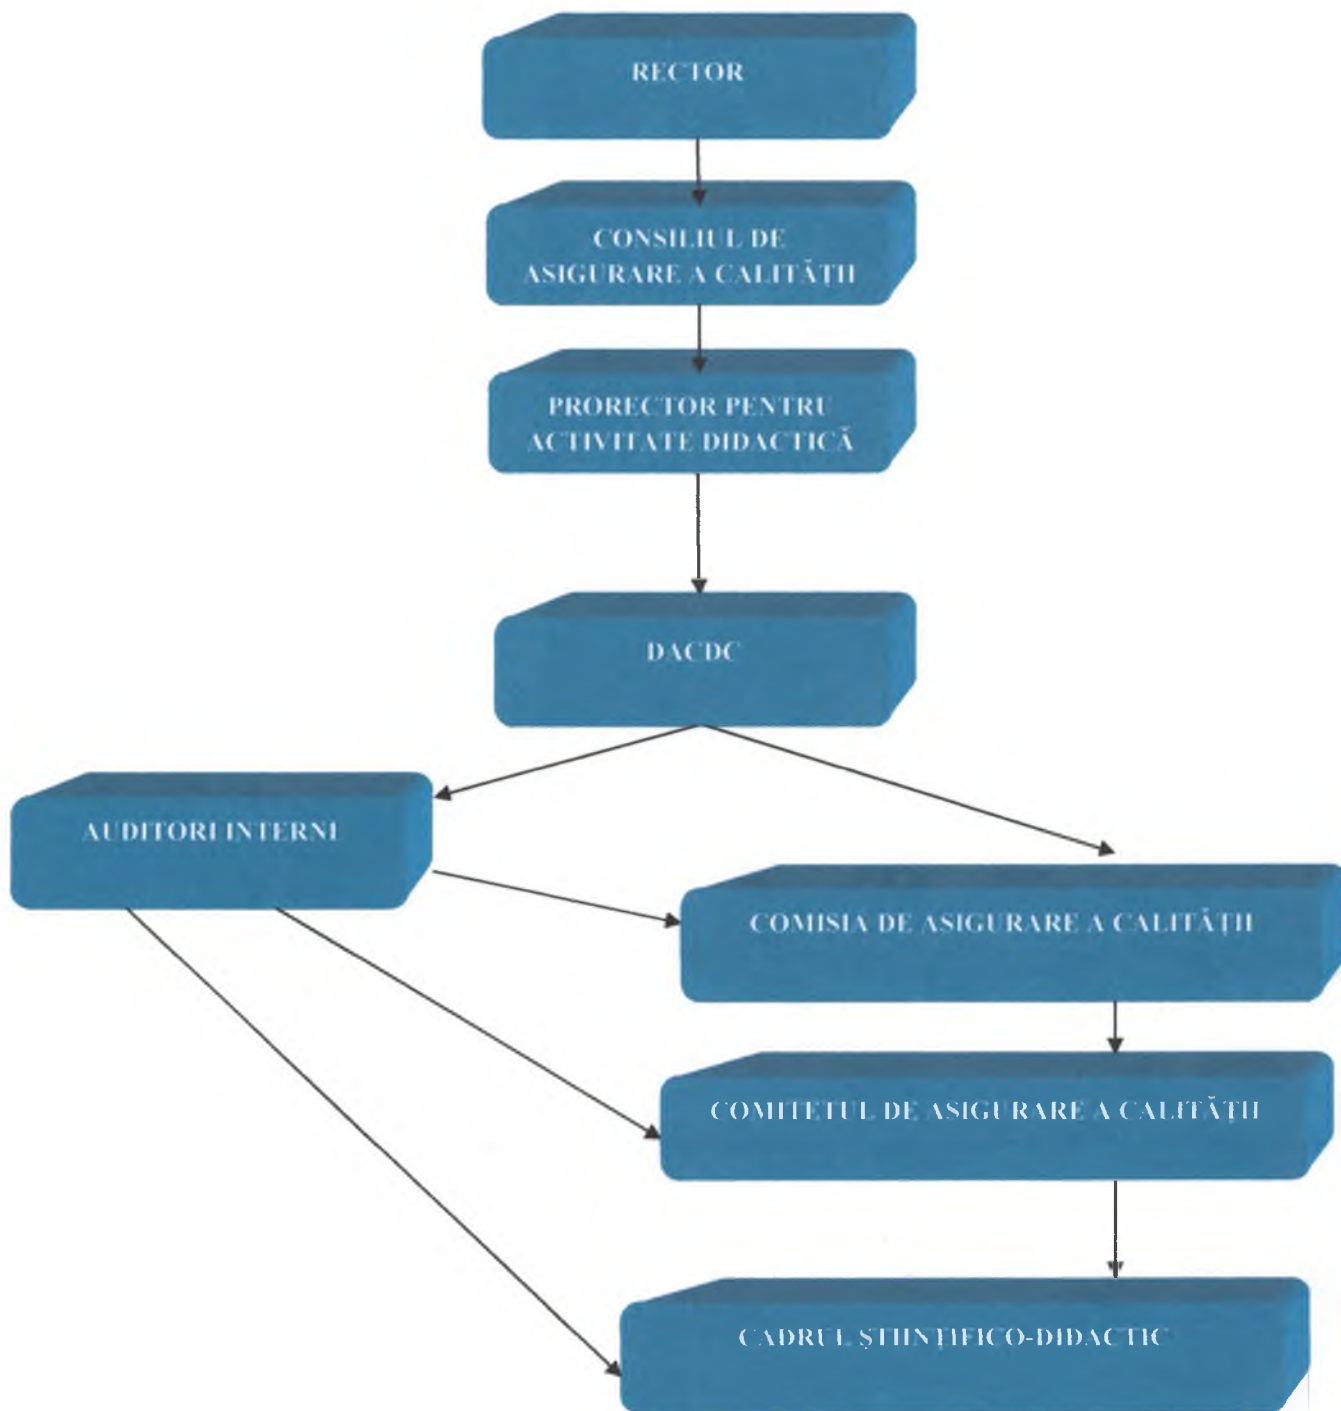 RECTOR
CONSILIUL DE
ASIGURARE A CALITĂȚII
PRORECTOR PENTRU
ACTIVITATE DIDACTICĂ
DACDC
AUDITORI INTERNI
COMISIA DE ASIGURARE A CALITĂȚII
COMITETUL DE ASIGURARE A CALITĂȚII
CADRUL ȘTIINȚIFICO-DIDACTIC